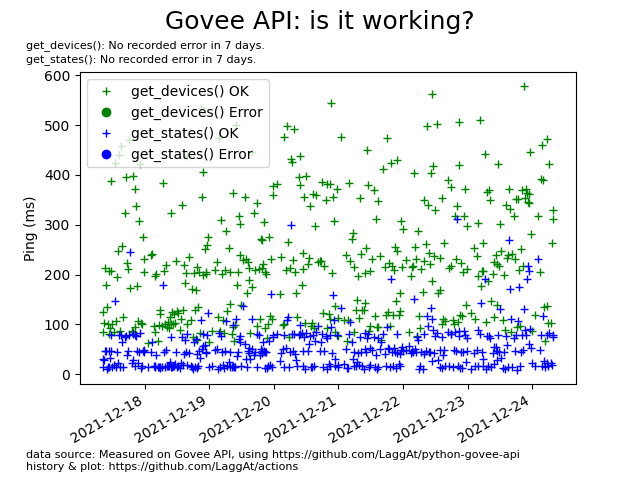 Govee API: is it working?
get_devices(): No recorded error in 7 days.
get_states(): No recorded error in 7 days.
600
500
400
300
200
100
0
Ping (ms)
get_devices() OK
get_devices() Error
get_states() OK
get_states() Error
2021-12-18
2021-12-19
2021-12-20
2021-12-21
2021-12-22
2021-12-23
2021-12-24
data source: Measured on Govee API, using https://github.com/LaggAt/python-govee-api
history & plot: https://github.com/LaggAt/actions